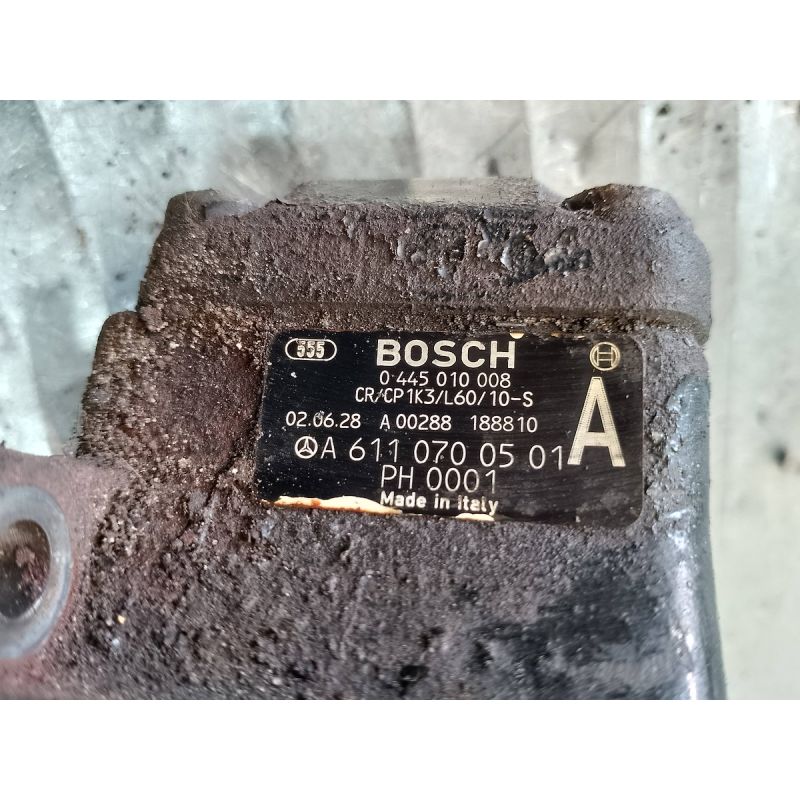 555 BOSCH
0 445 010 008
CR/CP1K3/L60/10-S
02.06.28 A 00288 188810
A 611 070 05 01 A
PH 0001
Made in Italy